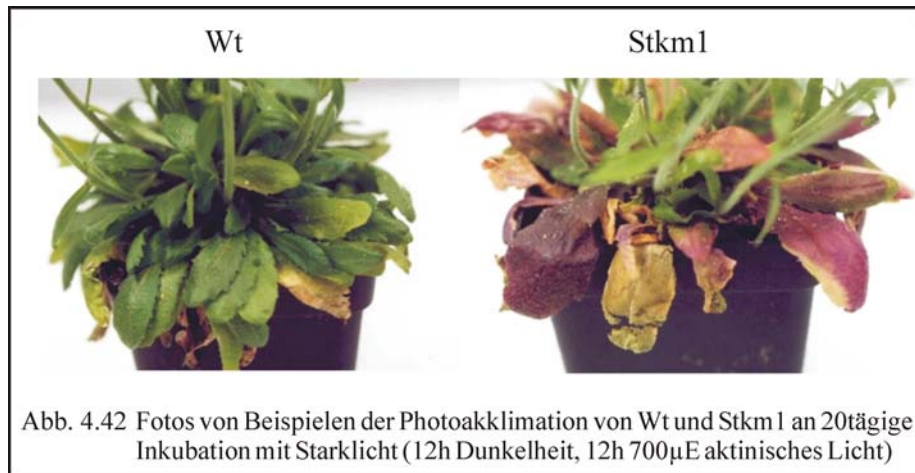 Wt
Stkm1
Abb. 4.42 Fotos von Beispielen der Photoakklimation von Wt und Stkm1 an 20tägige
Inkubation mit Starklicht (12h Dunkelheit, 12h 700µE aktinisches Licht)